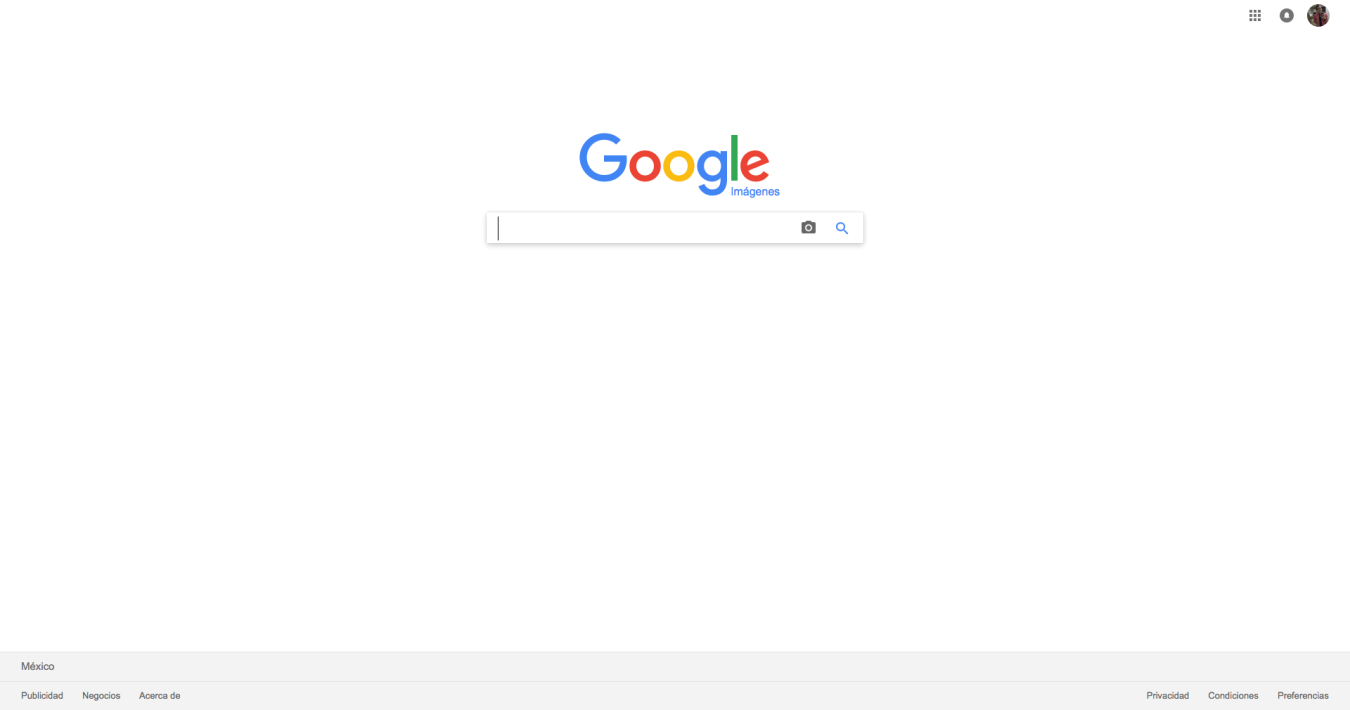 Google
Imágenes
México
Publicidad Negocios Acerca de Privacidad Condiciones Preferencias